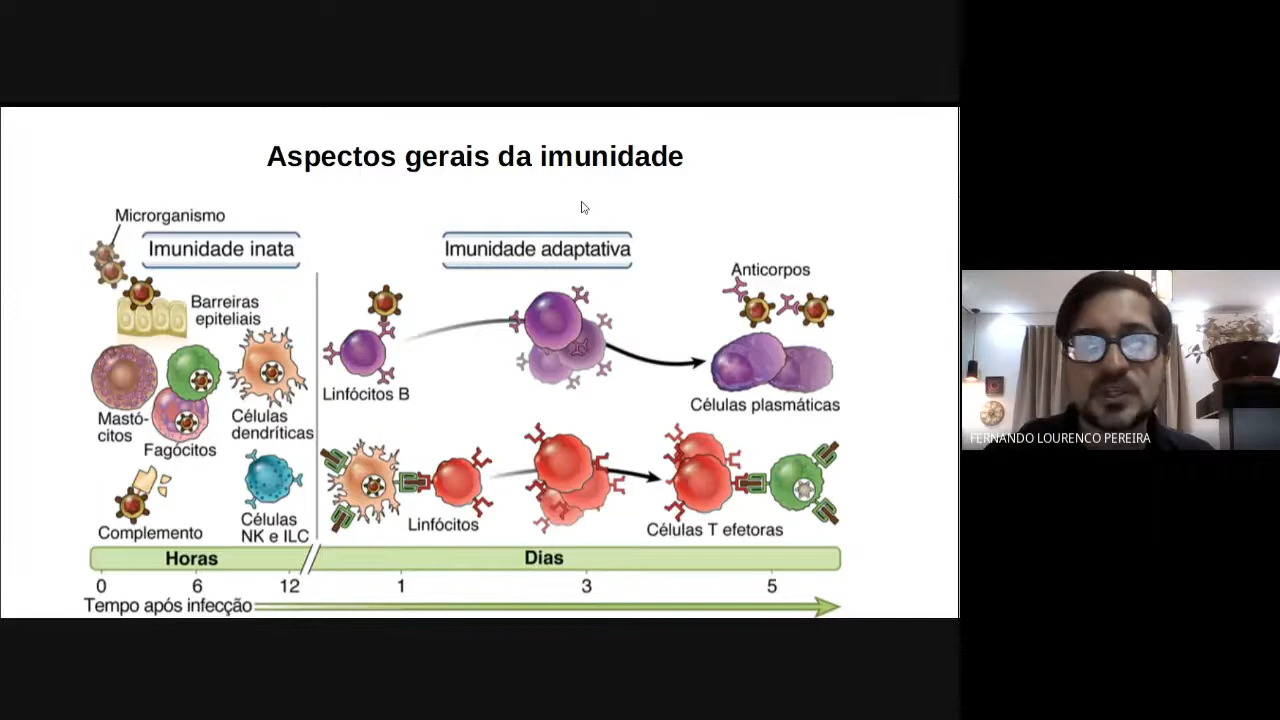 Aspectos gerais da imunidade
Microrganismo
Imunidade inata
Imunidade adaptativa
Barreiras
epiteliais
Anticorpos
Mastó-
citos
Fagócitos
Células
dendríticas
Linfócitos B
Células plasmáticas
Complemento
Células
NK e ILC
Linfócitos
Células T efetoras
Horas
Dias
0 6 12 1 3 5
Tempo após infecção
FERNANDO LOURENCO PEREIRA